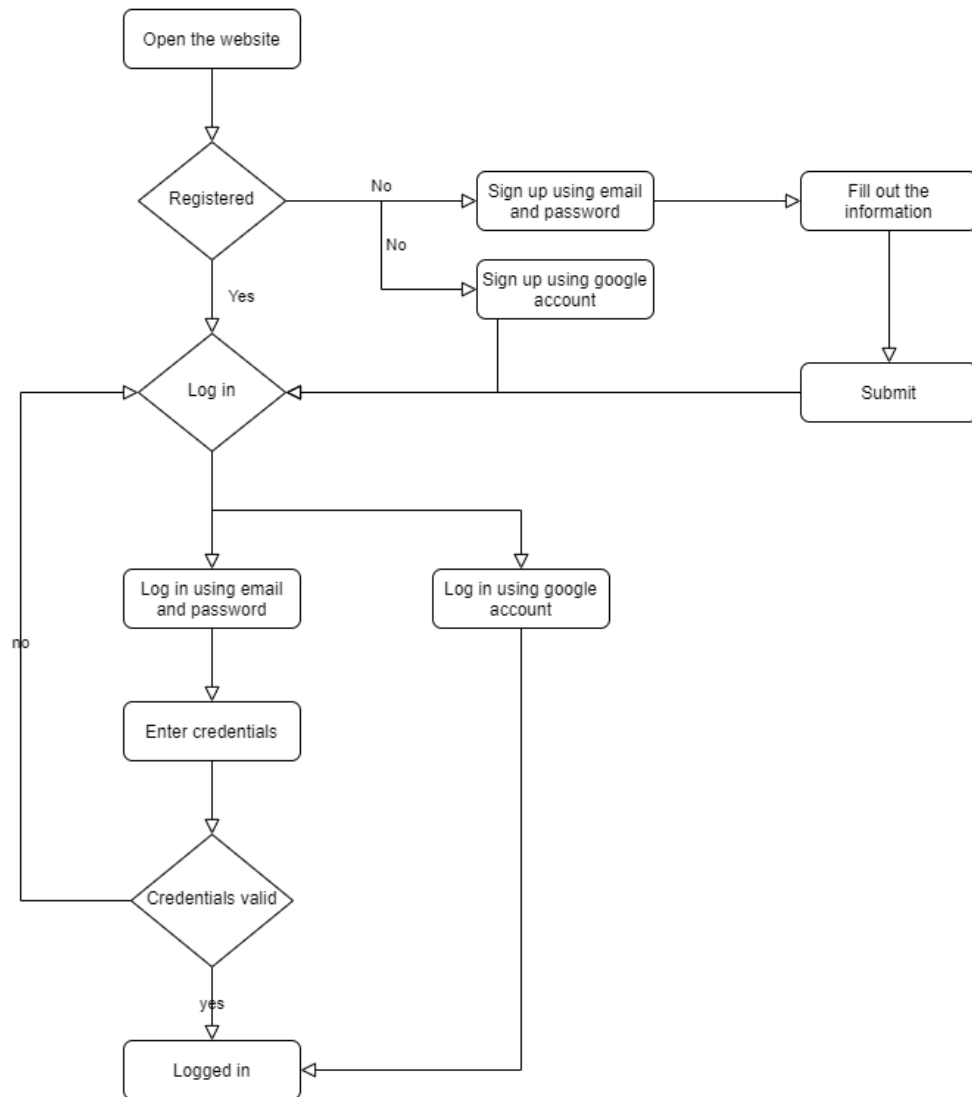 Open the website
Registered
No
Sign up using email
and password
Fill out the
information
No
Sign up using google
account
Yes
Log in
Submit
Log in using email
and password
Log in using google
account
no
Enter credentials
Credentials valid
yes
Logged in